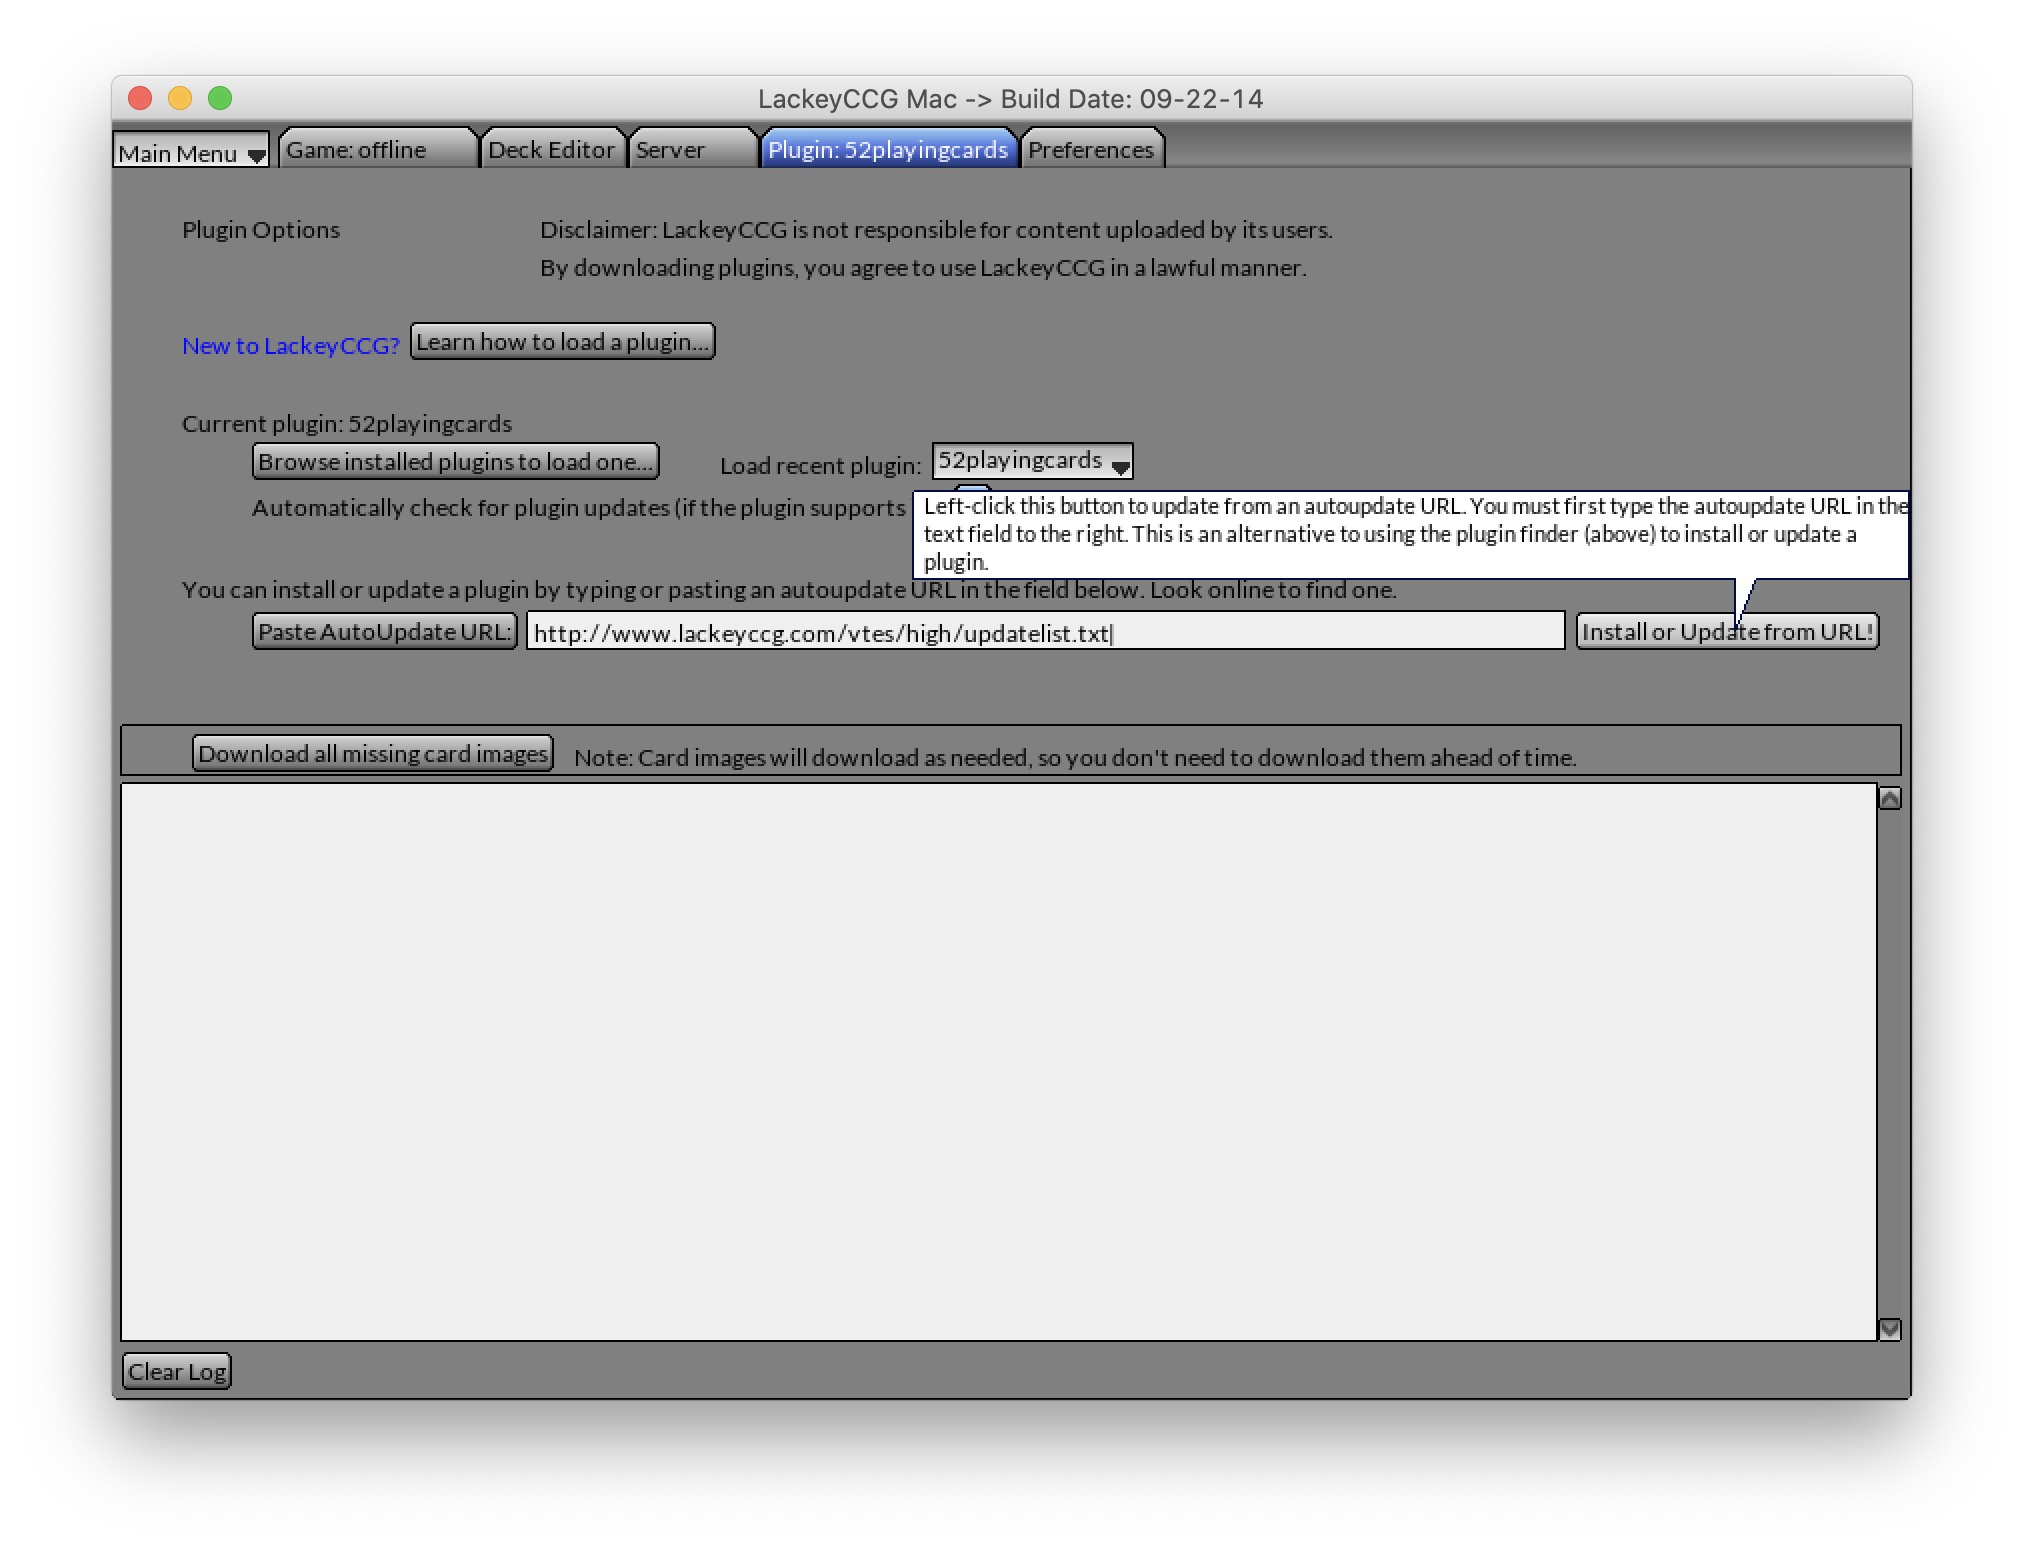 LackeyCCG Mac -> Build Date: 09-22-14
Main Menu
Game: offline
Deck Editor
Server
Plugin: 52playingcards
Preferences
Plugin Options
Disclaimer: LackeyCCG is not responsible for content uploaded by its users.
By downloading plugins, you agree to use LackeyCCG in a lawful manner.
New to LackeyCCG?
Learn how to load a plugin...
Current plugin: 52playingcards
Browse installed plugins to load one...
Load recent plugin:
52playingcards
Automatically check for plugin updates (if the plugin supports
Left-click this button to update from an autoupdate URL. You must first type the autoupdate URL in the
text field to the right. This is an alternative to using the plugin finder (above) to install or update a
plugin.
You can install or update a plugin by typing or pasting an autoupdate URL in the field below. Look online to find one.
Paste AutoUpdate URL:
http://www.lackeyccg.com/vtes/high/updatelist.txt
Install or Update from URL!
Download all missing card images
Note: Card images will download as needed, so you don't need to download them ahead of time.
Clear Log